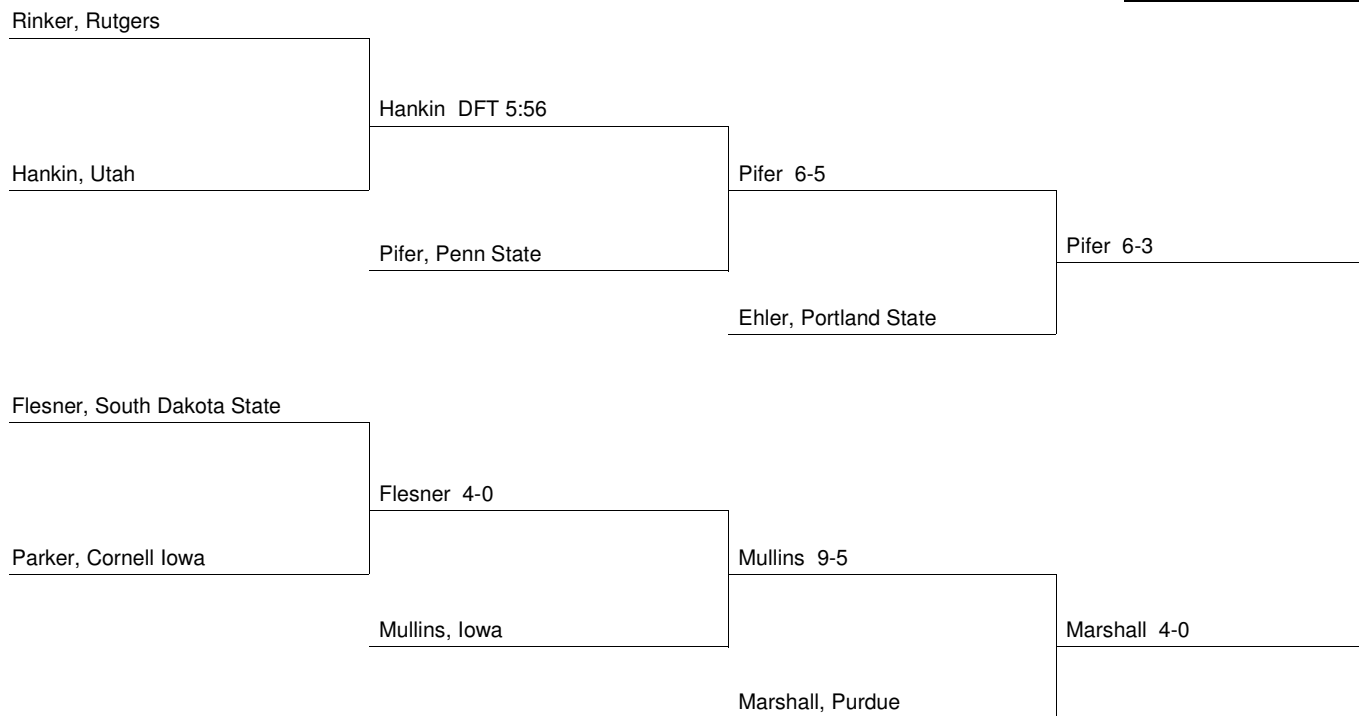 Rinker, Rutgers
Hankin DFT 5:56
Hankin, Utah
Pifer 6-5
Pifer, Penn State
Pifer 6-3
Ehler, Portland State
Flesner, South Dakota State
Flesner 4-0
Parker, Cornell Iowa
Mullins 9-5
Mullins, Iowa
Marshall 4-0
Marshall, Purdue